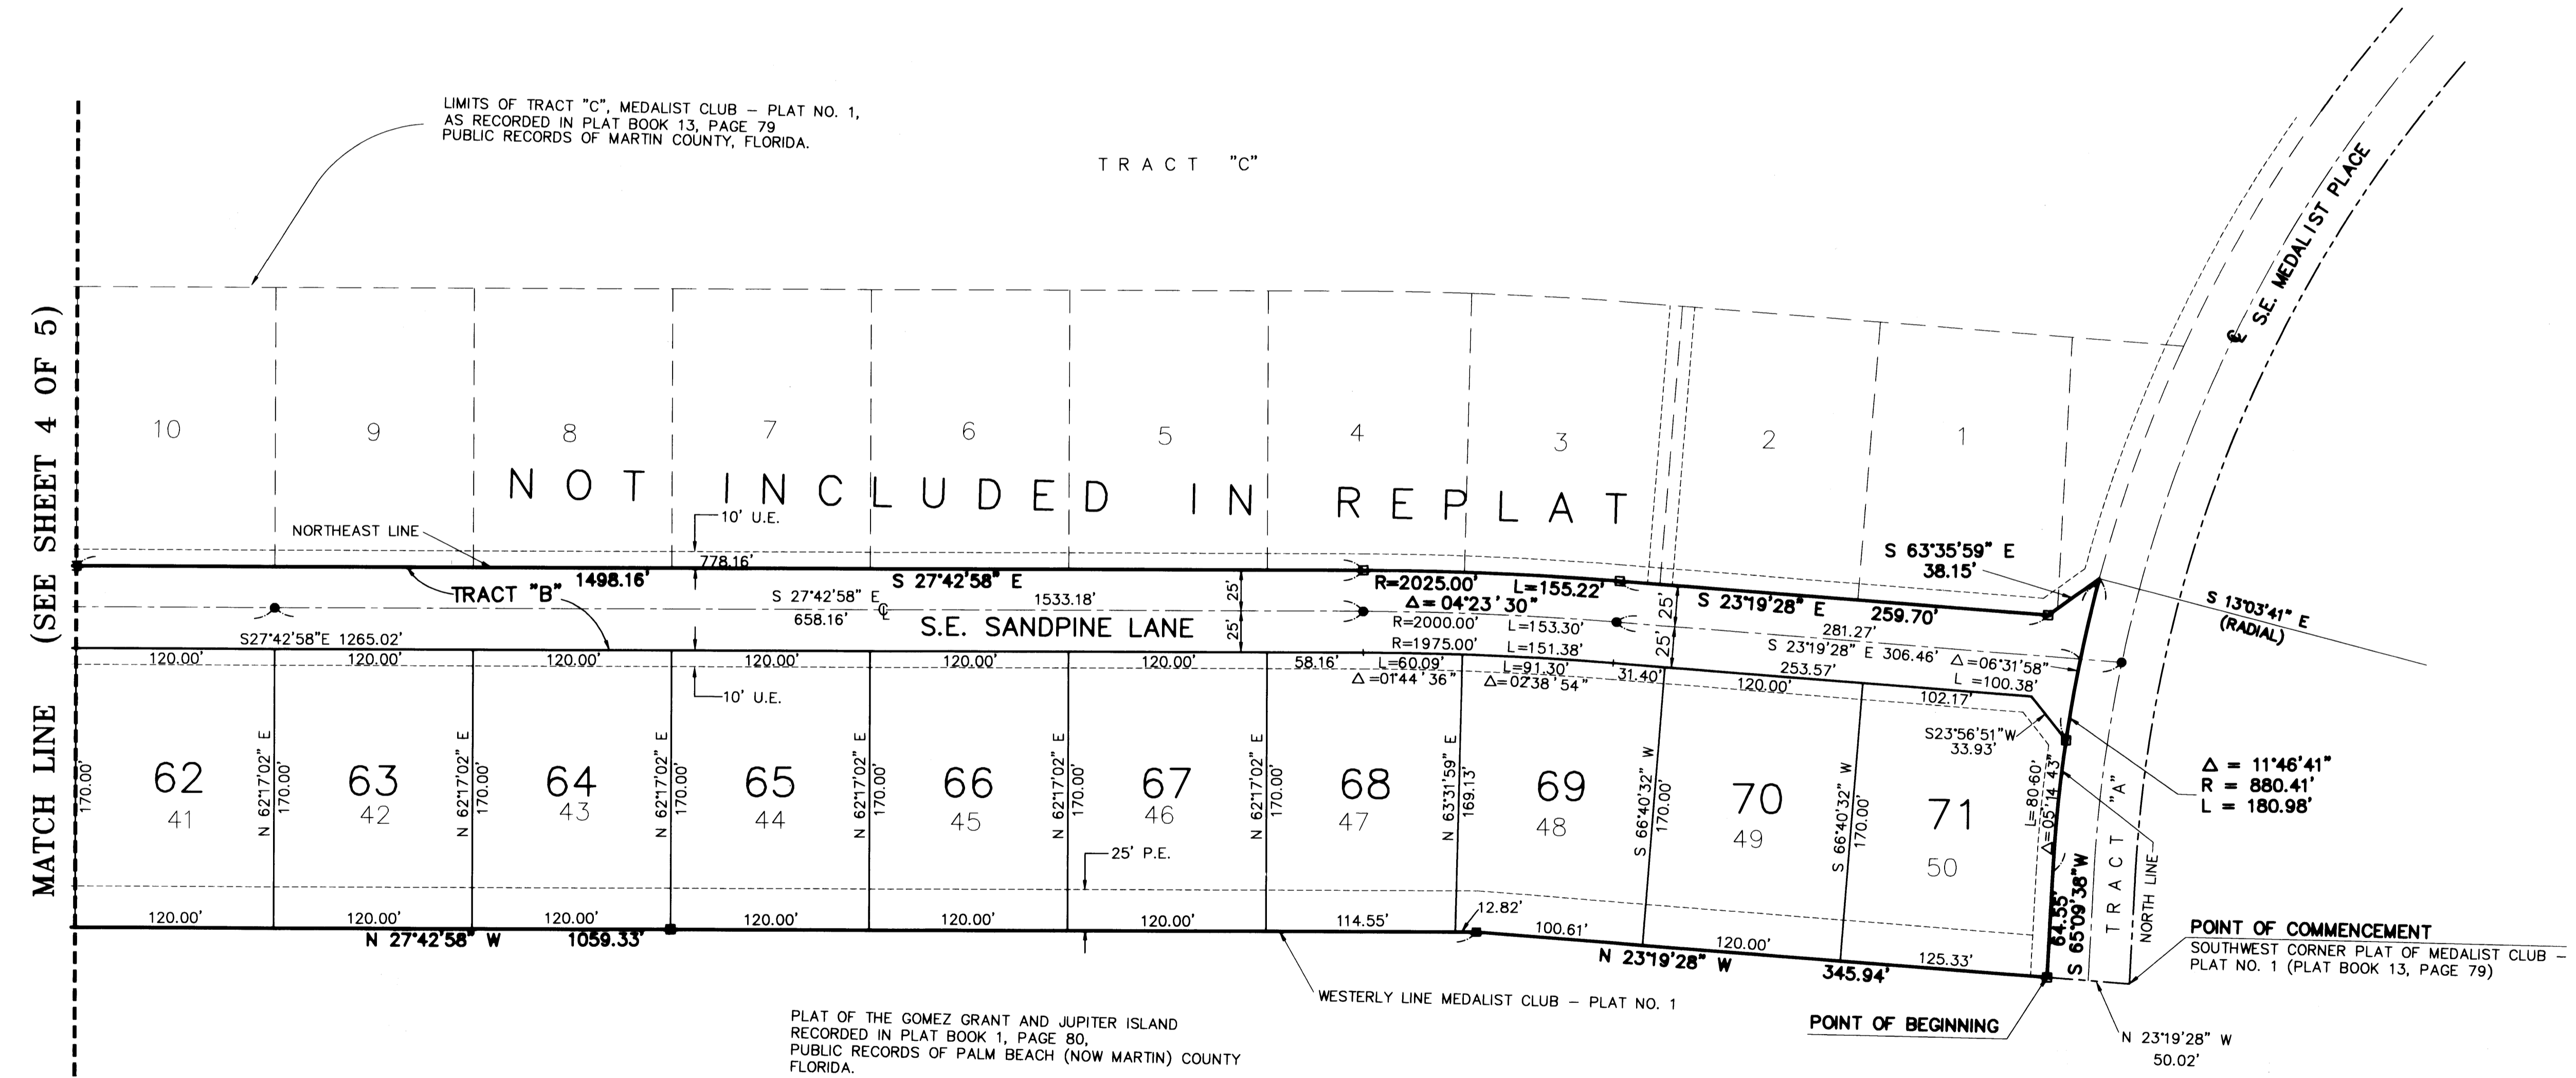 LIMITS OF TRACT "C", MEDALIST CLUB – PLAT NO. 1,
AS RECORDED IN PLAT BOOK 13, PAGE 79
PUBLIC RECORDS OF MARTIN COUNTY, FLORIDA.
TRACT "C"
℄ S.E. MEDALIST PLACE
MATCH LINE (SEE SHEET 4 OF 5)
10
9
8
7
6
5
4
3
2
1
NOT INCLUDED IN REPLAT
10' U.E.
NORTHEAST LINE
778.16'
1498.16'
S 27°42'58" E
TRACT "B"
S 27°42'58" E
℄
1533.18'
658.16'
S.E. SANDPINE LANE
25'
25'
R=2025.00' L=155.22'
Δ = 04°23'30"
R=2000.00' L=153.30'
R=1975.00' L=151.38'
25'
25'
S 23°19'28" E 259.70'
281.27'
S 23°19'28" E 306.46'
253.57'
Δ=06°31'58"
L =100.38'
S 63°35'59" E
38.15'
S 13°03'41" E
(RADIAL)
S27°42'58"E 1265.02'
120.00'
120.00'
120.00'
120.00'
120.00'
120.00'
58.16'
L=60.09'
Δ=01°44'36"
L=91.30'
Δ=02°38'54"
31.40'
120.00'
102.17'
10' U.E.
S23°56'51"W
33.93'
L=80.60'
Δ=05°14'43"
Δ = 11°46'41"
R = 880.41'
L = 180.98'
170.00'
62
41
N 62°17'02" E
170.00'
63
42
N 62°17'02" E
170.00'
64
43
N 62°17'02" E
170.00'
65
44
N 62°17'02" E
170.00'
66
45
N 62°17'02" E
170.00'
67
46
N 62°17'02" E
170.00'
68
47
N 63°31'59" E
169.13'
69
48
S 66°40'32" W
170.00'
70
49
S 66°40'32" W
170.00'
71
50
25' P.E.
64.55'
S 65°09'38"W
TRACT "A"
NORTH LINE
120.00'
120.00'
120.00'
120.00'
120.00'
120.00'
114.55'
12.82'
100.61'
120.00'
125.33'
N 27°42'58" W 1059.33'
N 23°19'28" W 345.94'
POINT OF COMMENCEMENT
SOUTHWEST CORNER PLAT OF MEDALIST CLUB –
PLAT NO. 1 (PLAT BOOK 13, PAGE 79)
WESTERLY LINE MEDALIST CLUB – PLAT NO. 1
POINT OF BEGINNING
N 23°19'28" W
50.02'
PLAT OF THE GOMEZ GRANT AND JUPITER ISLAND
RECORDED IN PLAT BOOK 1, PAGE 80,
PUBLIC RECORDS OF PALM BEACH (NOW MARTIN) COUNTY
FLORIDA.